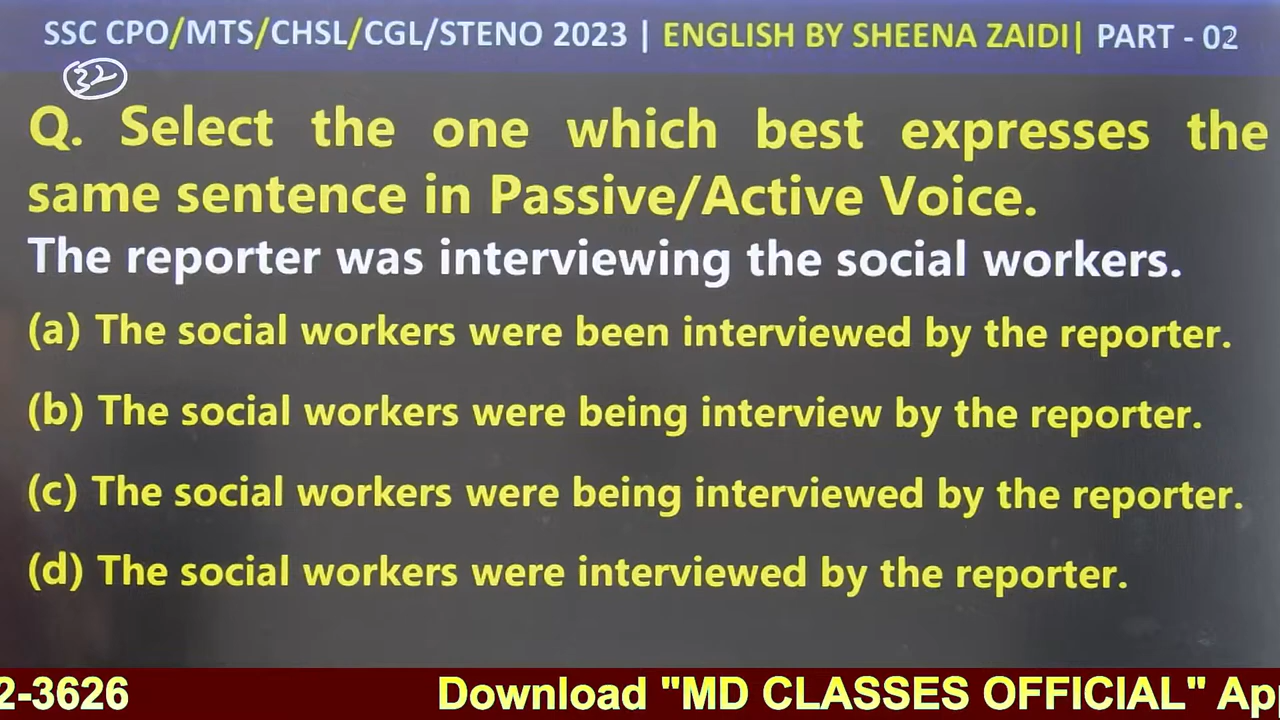 SSC CPO/MTS/CHSL/CGL/STENO 2023 | ENGLISH BY SHEENA ZAIDI| PART - 02
32
Q. Select the one which best expresses the
same sentence in Passive/Active Voice.
The reporter was interviewing the social workers.
(a) The social workers were been interviewed by the reporter.
(b) The social workers were being interview by the reporter.
(c) The social workers were being interviewed by the reporter.
(d) The social workers were interviewed by the reporter.
2-3626 Download "MD CLASSES OFFICIAL" Ap